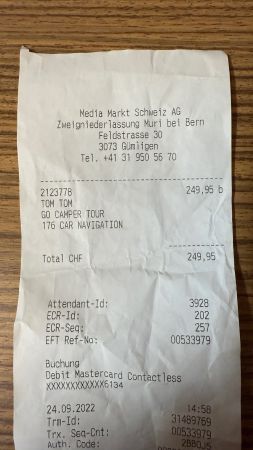 Media Markt Schweiz AG
Zweigniederlassung Muri bei Bern
Feldstrasse 30
3073 Gümligen
Tel. +41 31 950 56 70
2123778 249,95 b
TOM TOM
GO CAMPER TOUR
176 CAR NAVIGATION
Total CHF 249,95
Attendant-Id: 3928
ECR-Id: 202
ECR-Seq: 257
EFT Ref-No: 00533979
Buchung
Debit Mastercard Contactless
XXXXXXXXXXXX6134
24.09.2022 14:58
Trm-Id: 31489769
Trx. Seq-Cnt: 00533979
Auth. Code: